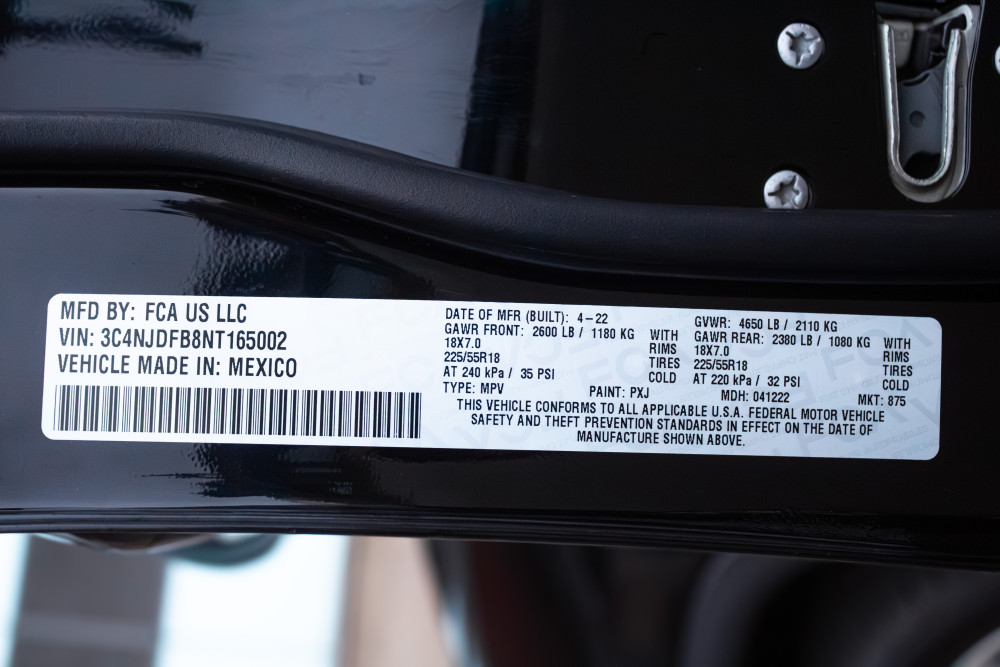 MFD BY: FCA US LLC
VIN: 3C4NJDFB8NT165002
VEHICLE MADE IN: MEXICO
DATE OF MFR (BUILT): 4-22
GAWR FRONT: 2600 LB / 1180 KG WITH
18X7.0 RIMS
225/55R18 TIRES
AT 240 kPa / 35 PSI COLD
GVWR: 4650 LB / 2110 KG
GAWR REAR: 2380 LB / 1080 KG WITH
18X7.0 RIMS
225/55R18 TIRES
AT 220 kPa / 32 PSI COLD
TYPE: MPV PAINT: PXJ MDH: 041222 MKT: 875
THIS VEHICLE CONFORMS TO ALL APPLICABLE U.S.A. FEDERAL MOTOR VEHICLE
SAFETY AND THEFT PREVENTION STANDARDS IN EFFECT ON THE DATE OF
MANUFACTURE SHOWN ABOVE.